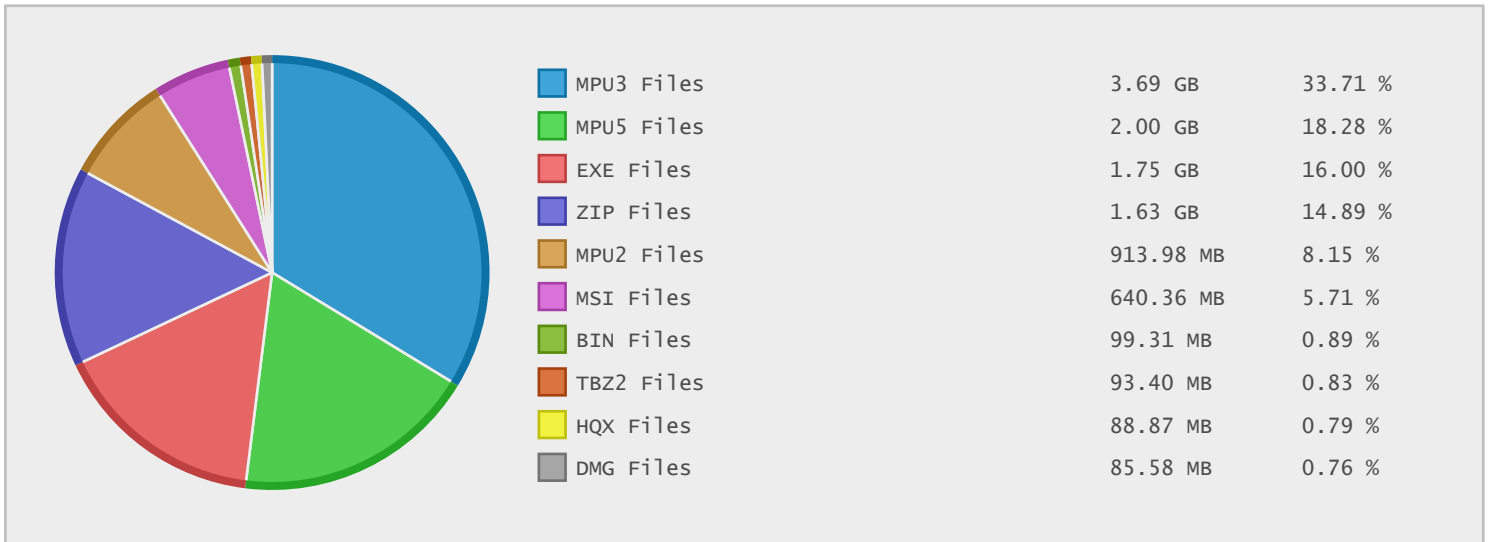 MPU3 Files 3.69 GB 33.71 %
MPU5 Files 2.00 GB 18.28 %
EXE Files 1.75 GB 16.00 %
ZIP Files 1.63 GB 14.89 %
MPU2 Files 913.98 MB 8.15 %
MSI Files 640.36 MB 5.71 %
BIN Files 99.31 MB 0.89 %
TBZ2 Files 93.40 MB 0.83 %
HQX Files 88.87 MB 0.79 %
DMG Files 85.58 MB 0.76 %